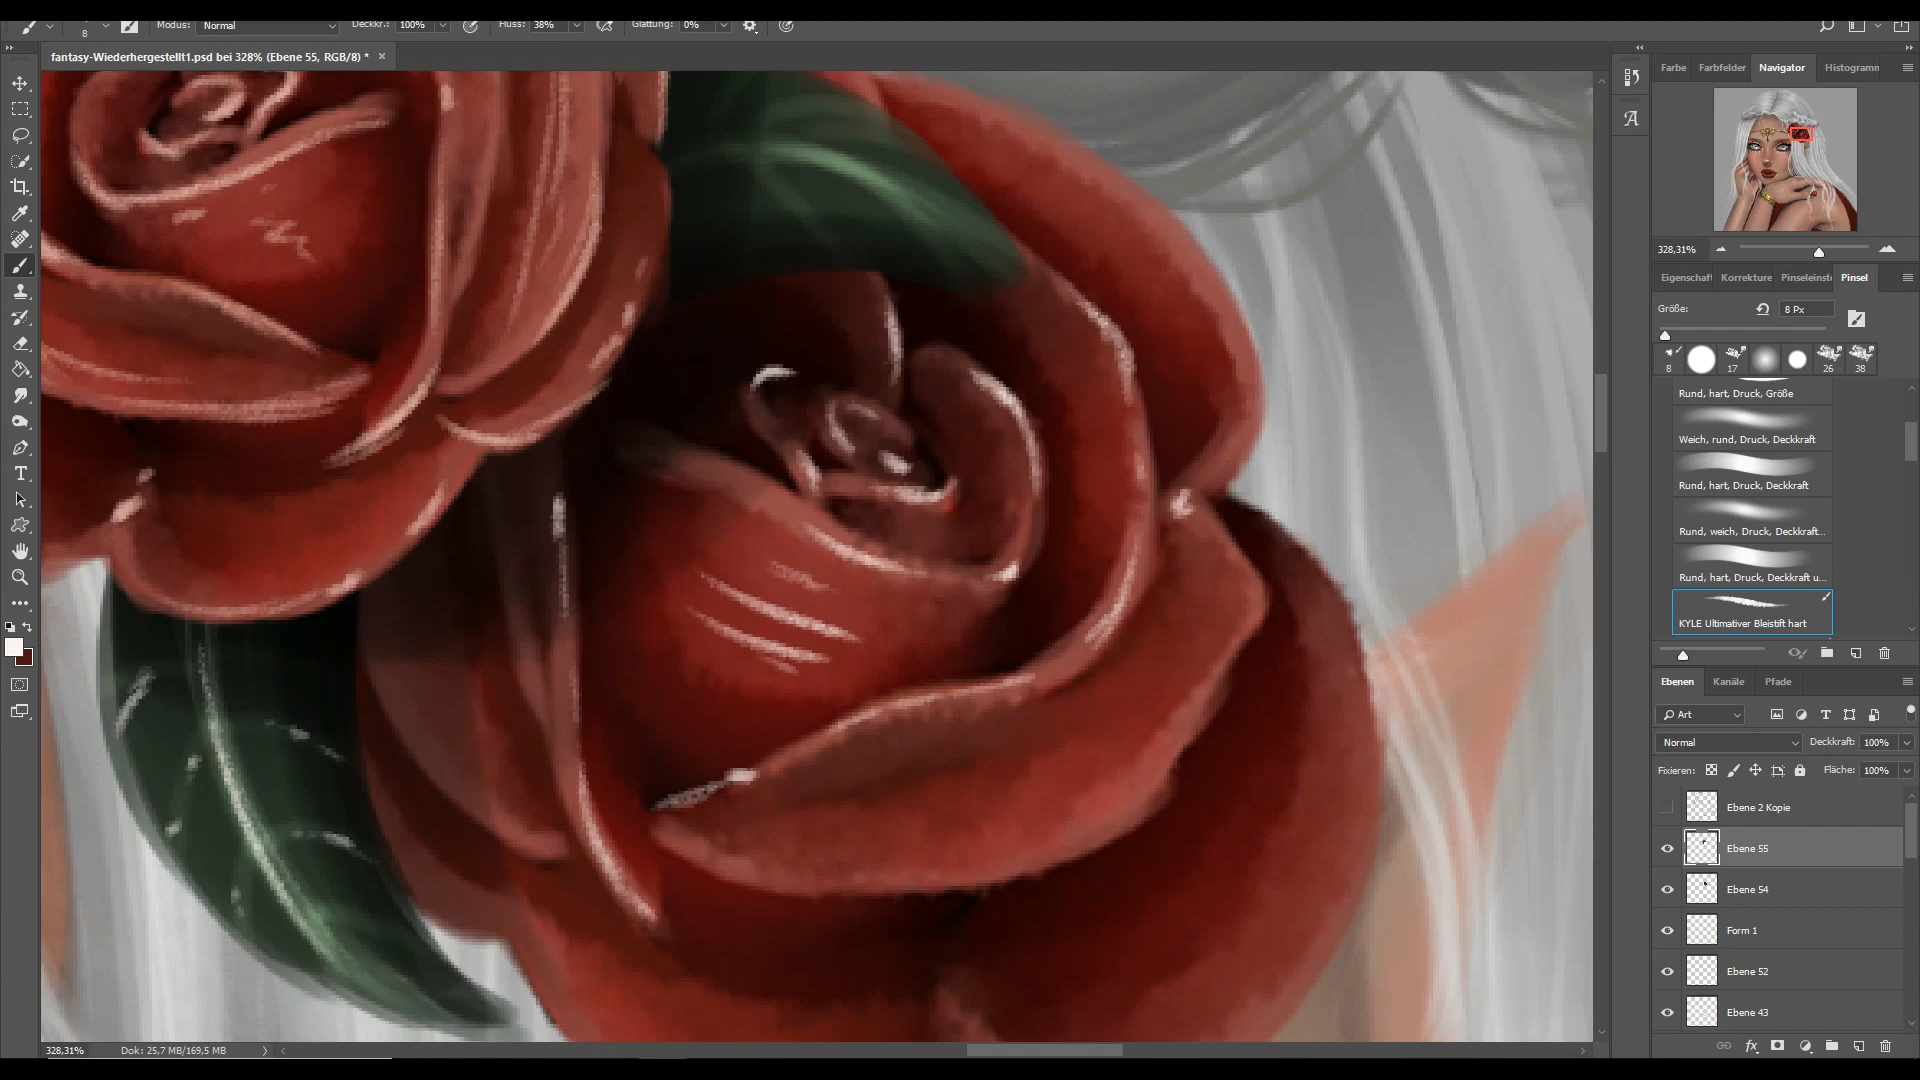 8 Modus: Normal Deckkr.: 100% Fluss: 38% Glättung: 0%
fantasy-Wiederhergestellt1.psd bei 328% (Ebene 55, RGB/8) *
Farbe Farbfelder Navigator Histogramm
328,31%
Eigenschaf Korrekture Pinseleinste Pinsel
Größe: 8 Px
8 17 26 38
Rund, hart, Druck, Größe
Weich, rund, Druck, Deckkraft
Rund, hart, Druck, Deckkraft
Rund, weich, Druck, Deckkraft...
Rund, hart, Druck, Deckkraft u...
KYLE Ultimativer Bleistift hart
Ebenen Kanäle Pfade
Art
Normal Deckkraft: 100%
Fixieren: Fläche: 100%
Ebene 2 Kopie
Ebene 55
Ebene 54
Form 1
Ebene 52
Ebene 43
328,31% Dok: 25,7 MB/169,5 MB